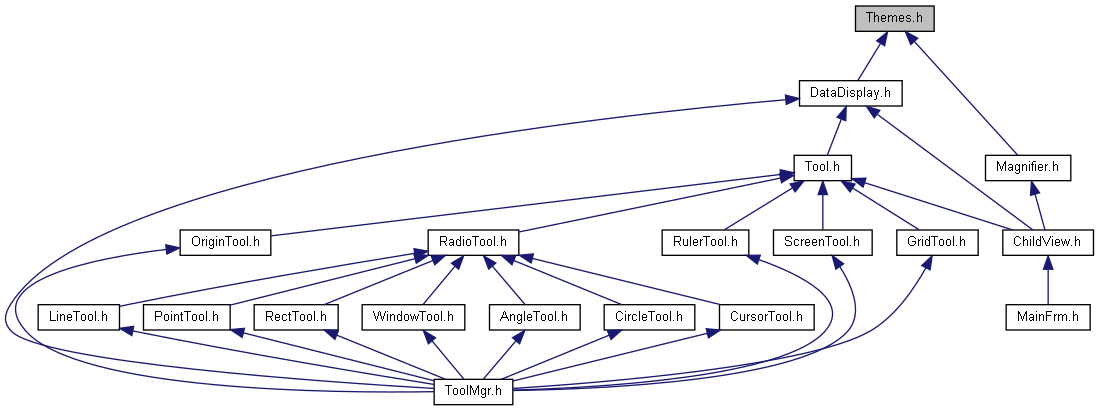 Themes.h
DataDisplay.h
Tool.h
Magnifier.h
OriginTool.h
RadioTool.h
RulerTool.h
ScreenTool.h
GridTool.h
ChildView.h
LineTool.h
PointTool.h
RectTool.h
WindowTool.h
AngleTool.h
CircleTool.h
CursorTool.h
MainFrm.h
ToolMgr.h